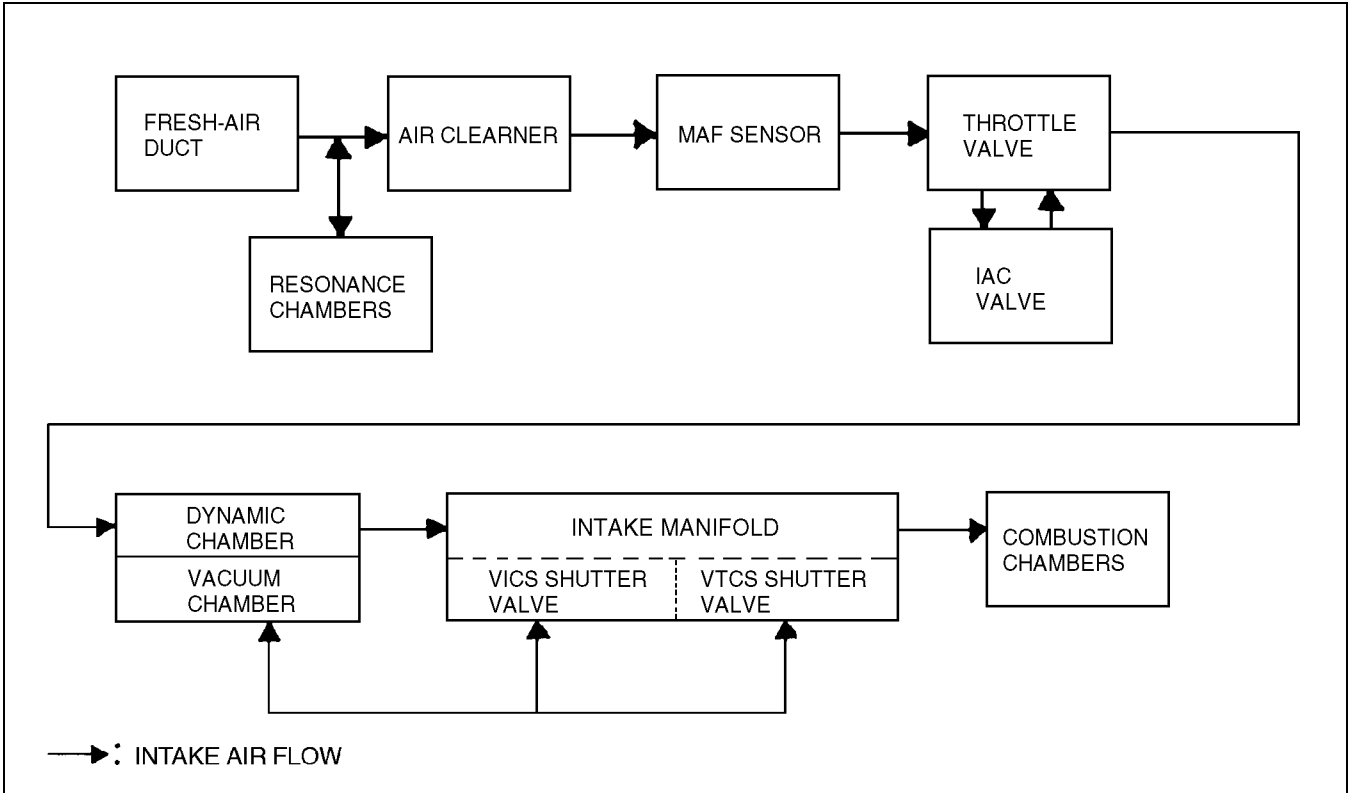 FRESH-AIR
DUCT
AIR CLEARNER
MAF SENSOR
THROTTLE
VALVE
RESONANCE
CHAMBERS
IAC
VALVE
DYNAMIC
CHAMBER
VACUUM
CHAMBER
INTAKE MANIFOLD
VICS SHUTTER
VALVE
VTCS SHUTTER
VALVE
COMBUSTION
CHAMBERS
: INTAKE AIR FLOW